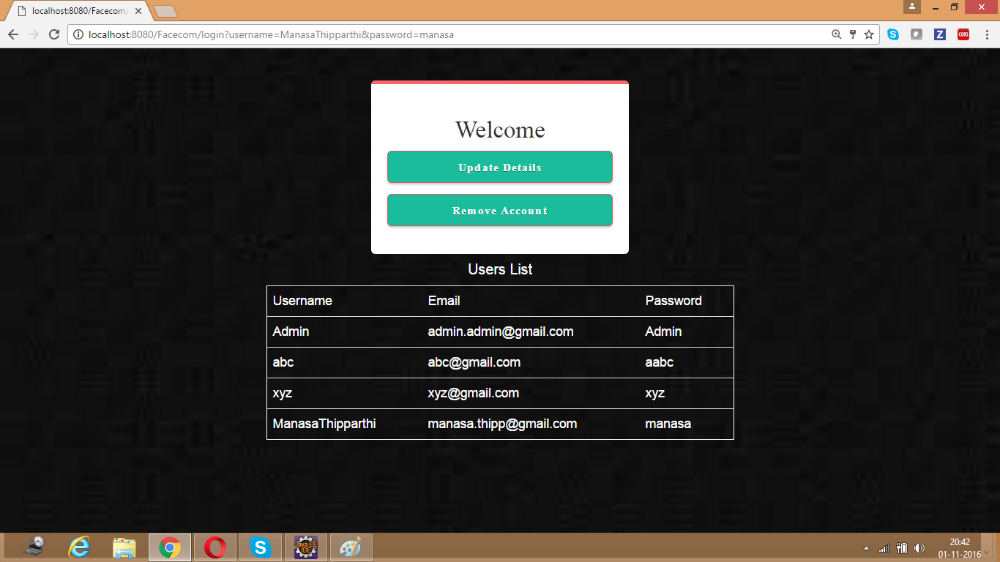 localhost:8080/Facecom/
localhost:8080/Facecom/login?username=ManasaThipparthi&password=manasa
S
Z
CORS
Welcome
Update Details
Remove Account
Users List
Username Email Password
Admin admin.admin@gmail.com Admin
abc abc@gmail.com aabc
xyz xyz@gmail.com xyz
ManasaThipparthi manasa.thipp@gmail.com manasa
S
Java EE
IDE
20:42
01-11-2016